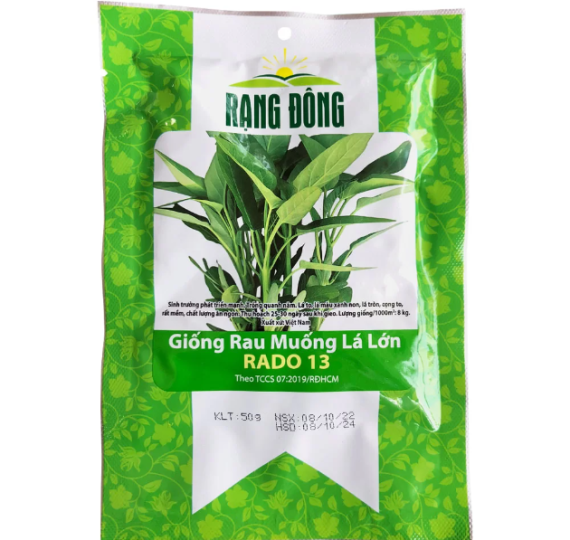 RẠNG ĐÔNG
Sinh trưởng phát triển mạnh. Trồng quanh năm. Lá to, lá màu xanh non, lá trơn, cọng to,
rất mềm, chất lượng ăn ngon. Thu hoạch 25-30 ngày sau khi gieo. Lượng giống/1000m²: 8 kg.
Xuất xứ: Việt Nam
Giống Rau Muống Lá Lớn
RADO 13
Theo TCCS 07:2019/RĐHCM
KLT: 50g NSX: 08/10/22
HSD: 08/10/24